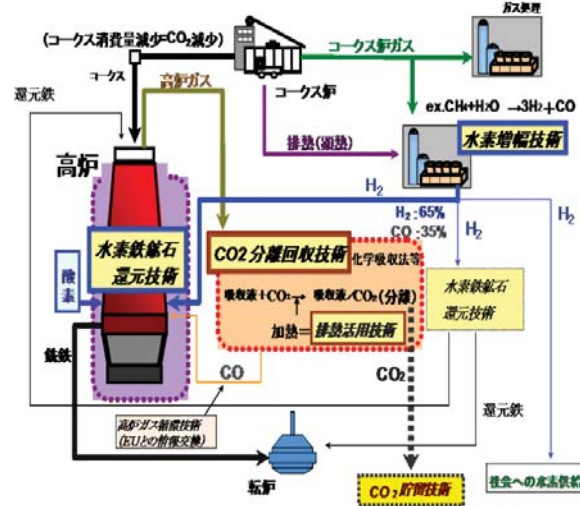 ガス処理
(コークス消費量減少=CO₂減少)
コークス炉ガス
コークス
高炉ガス
コークス炉
還元鉄
ex.CH₄+H₂O →3H₂+CO
排熱(顕熱)
水素増幅技術
高炉
H₂
H₂:65%
CO:35%
H₂
H₂
水素鉄鉱石
還元技術
CO2分離回収技術
化学吸収法等
酸素
吸収液+CO₂→ 吸収液/CO₂(分離)
水素鉄鉱石
還元技術
加熱=排熱活用技術
銑鉄
CO
CO₂
高炉ガス循環技術
(EUとの情報交換)
還元鉄
転炉
CO₂貯留技術
社会への水素供給